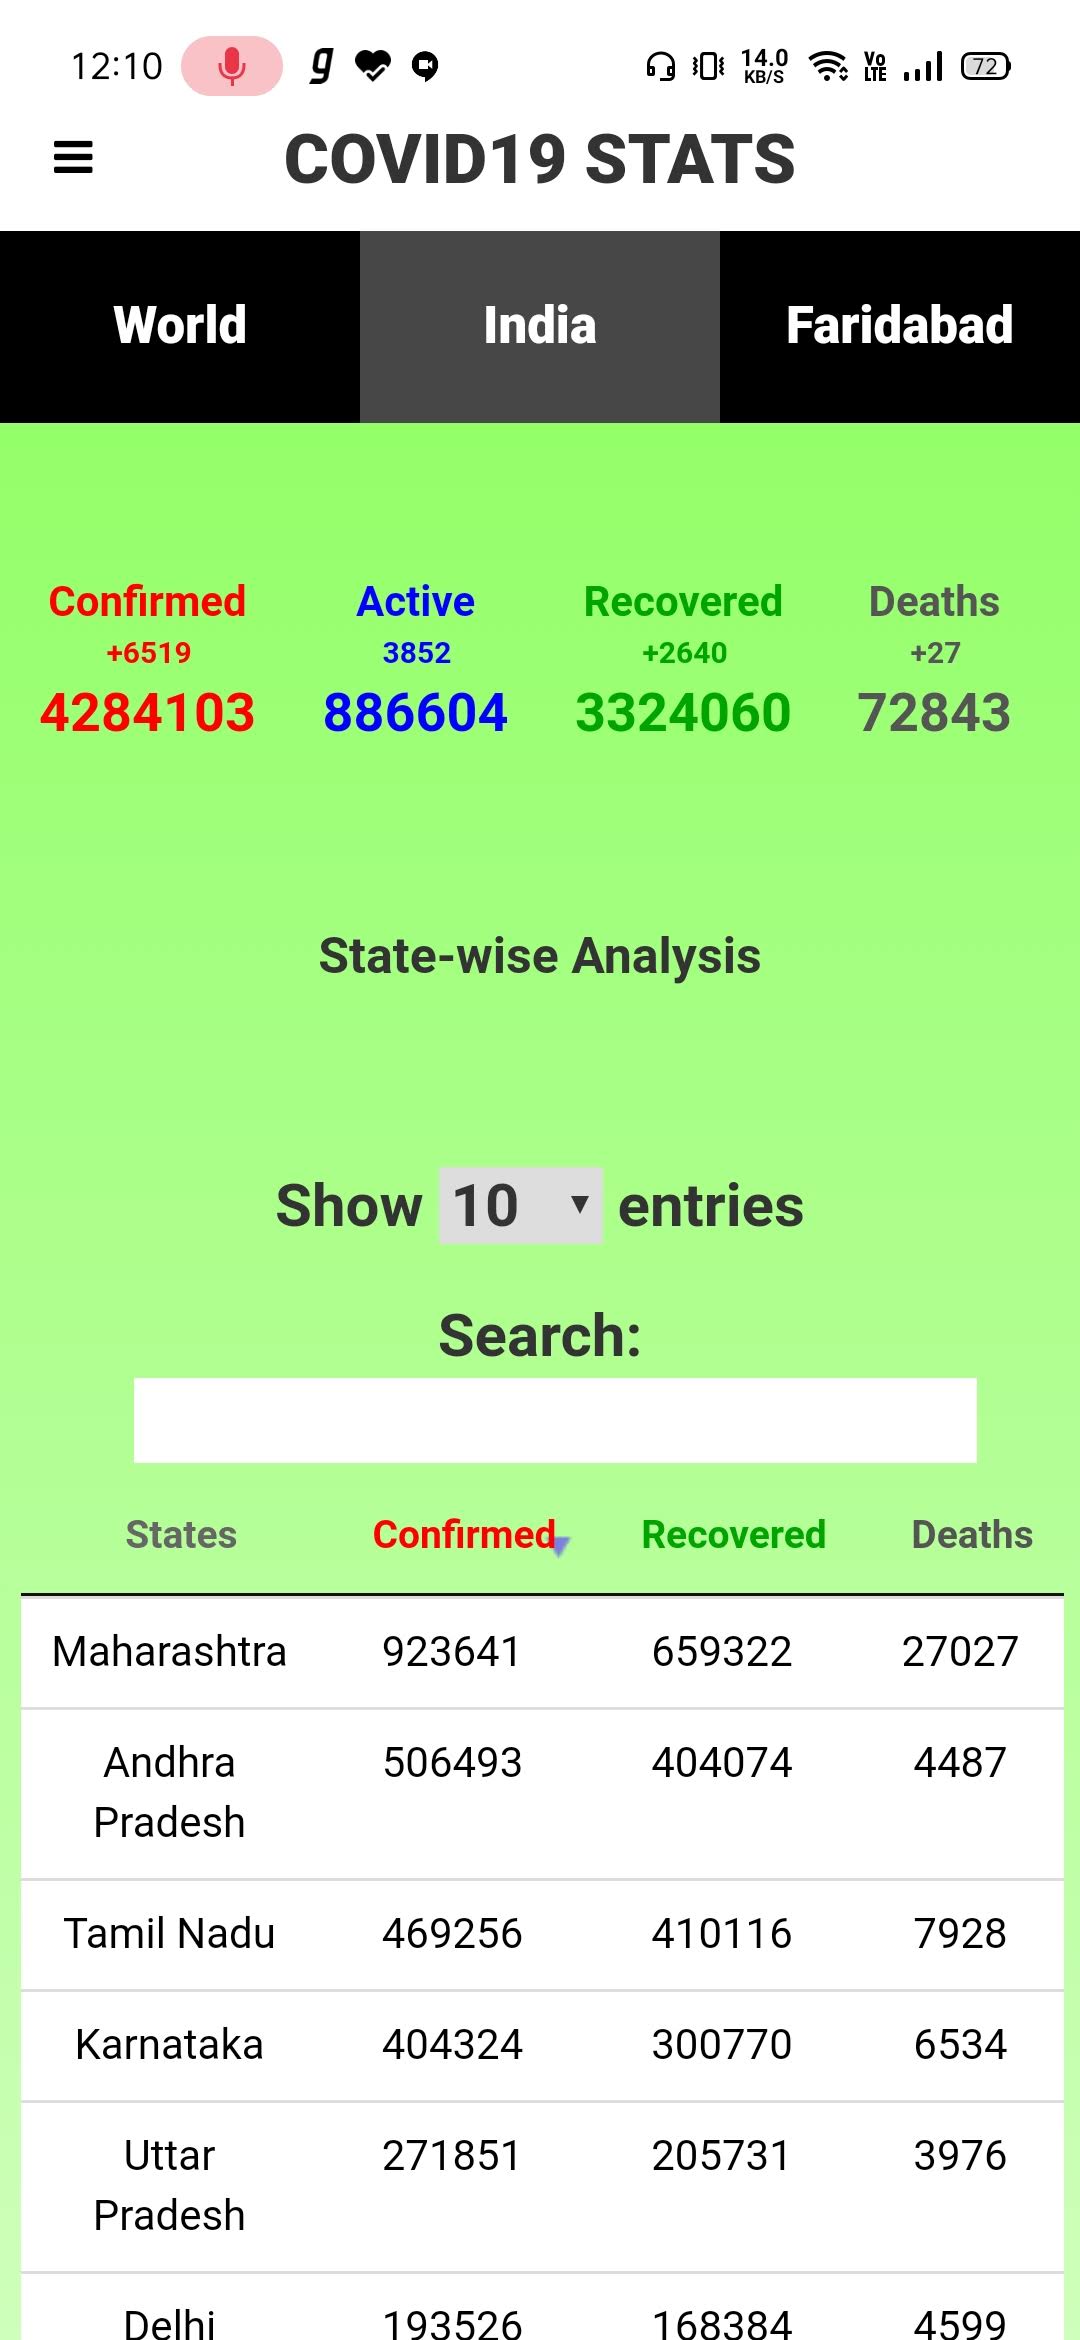 12:10 g 14.0 KB/S Vo LTE 72
COVID19 STATS
World India Faridabad
Confirmed Active Recovered Deaths
+6519 3852 +2640 +27
4284103 886604 3324060 72843
State-wise Analysis
Show 10 entries
Search:
States Confirmed Recovered Deaths
Maharashtra 923641 659322 27027
Andhra 506493 404074 4487
Pradesh
Tamil Nadu 469256 410116 7928
Karnataka 404324 300770 6534
Uttar 271851 205731 3976
Pradesh
Delhi 193526 168384 4599